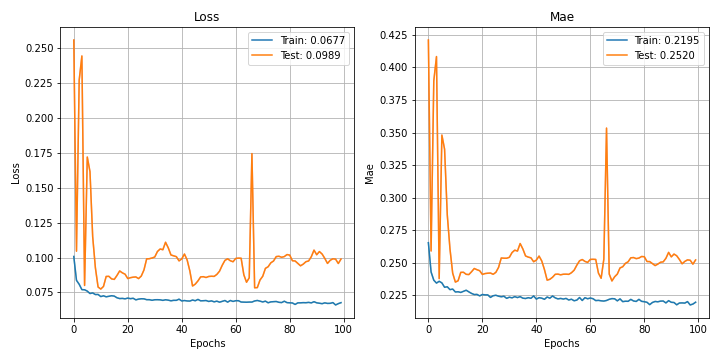 Loss
Train: 0.0677
Test: 0.0989
0.250
0.225
0.200
0.175
0.150
0.125
0.100
0.075
Loss
0
20
40
60
80
100
Epochs
Mae
Train: 0.2195
Test: 0.2520
0.425
0.400
0.375
0.350
0.325
0.300
0.275
0.250
0.225
Mae
0
20
40
60
80
100
Epochs